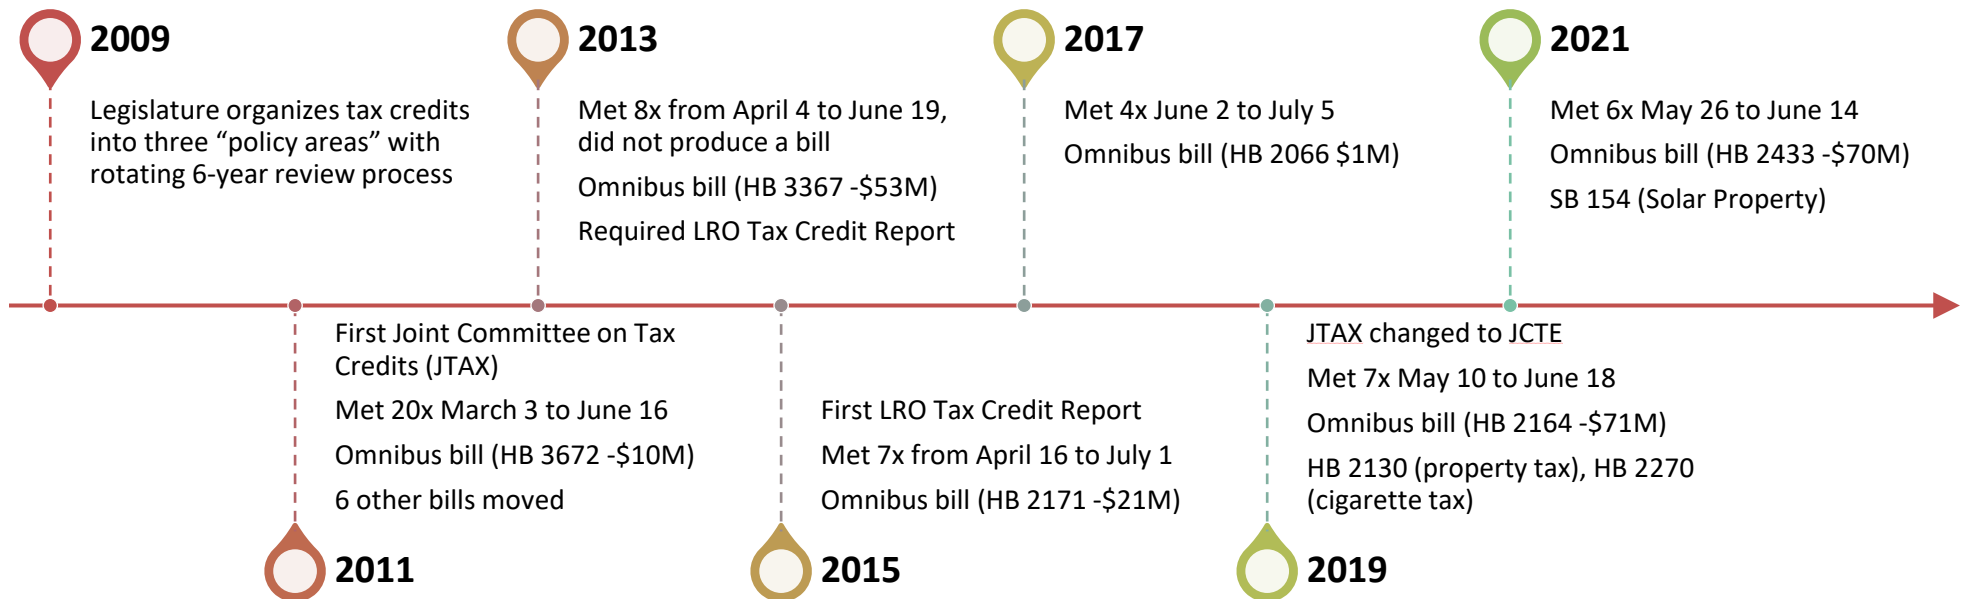 2009
Legislature organizes tax credits
into three “policy areas” with
rotating 6-year review process
2011
First Joint Committee on Tax
Credits (JTAX)
Met 20x March 3 to June 16
Omnibus bill (HB 3672 -$10M)
6 other bills moved
2013
Met 8x from April 4 to June 19,
did not produce a bill
Omnibus bill (HB 3367 -$53M)
Required LRO Tax Credit Report
2015
First LRO Tax Credit Report
Met 7x from April 16 to July 1
Omnibus bill (HB 2171 -$21M)
2017
Met 4x June 2 to July 5
Omnibus bill (HB 2066 $1M)
2019
JTAX changed to JCTE
Met 7x May 10 to June 18
Omnibus bill (HB 2164 -$71M)
HB 2130 (property tax), HB 2270
(cigarette tax)
2021
Met 6x May 26 to June 14
Omnibus bill (HB 2433 -$70M)
SB 154 (Solar Property)